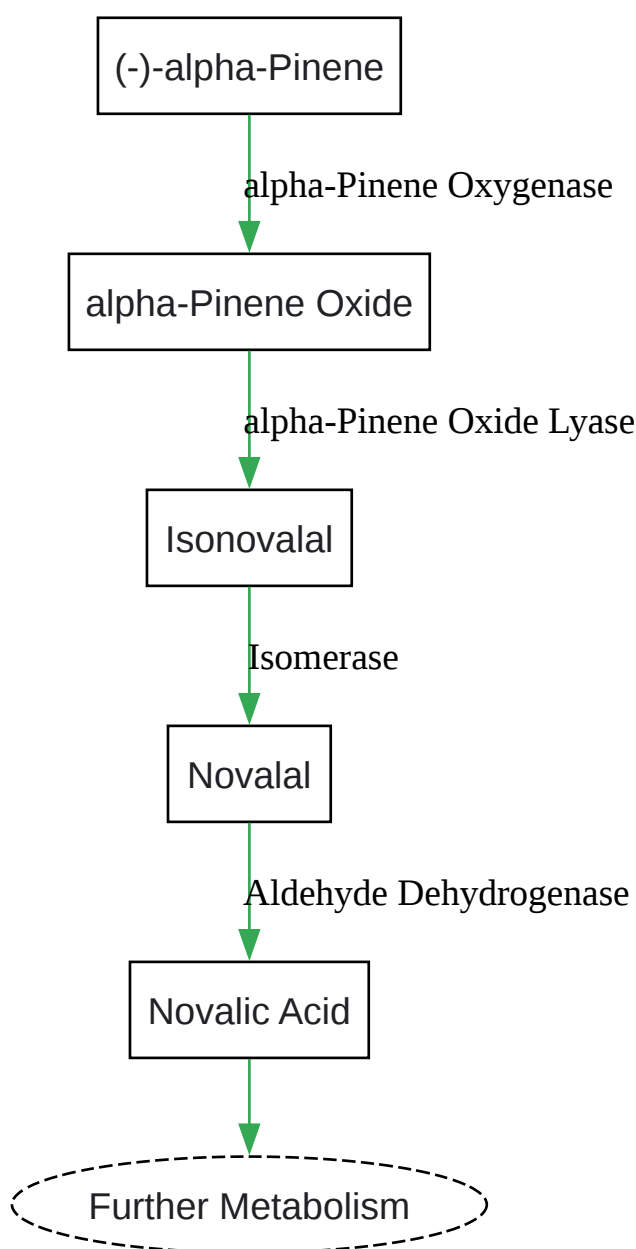 (-)-alpha-Pinene
alpha-Pinene Oxygenase
alpha-Pinene Oxide
alpha-Pinene Oxide Lyase
Isonovalal
Isomerase
Novalal
Aldehyde Dehydrogenase
Novalic Acid
Further Metabolism